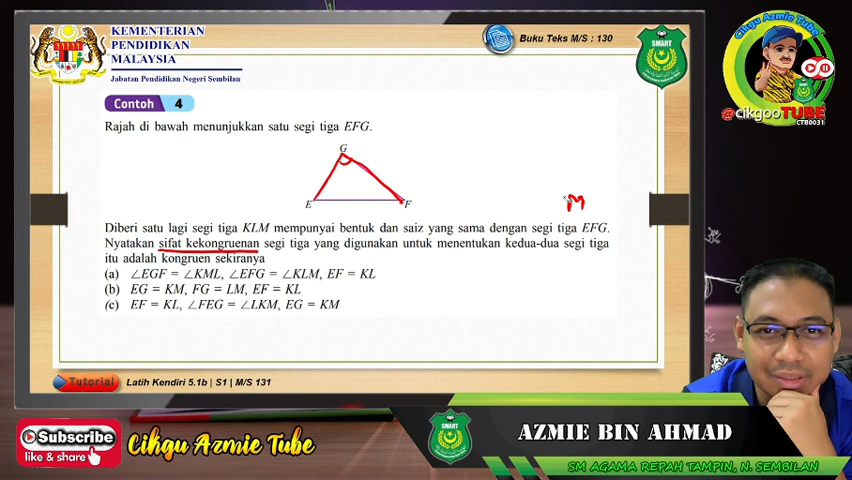 KEMENTERIAN
PENDIDIKAN
MALAYSIA
Jabatan Pendidikan Negeri Sembilan
Buku Teks M/S : 130
SMART
Cikgu Azmie Tube
@cikgooTUBE
CTB0031
Contoh 4
Rajah di bawah menunjukkan satu segi tiga EFG.
G
E
F
M
Diberi satu lagi segi tiga KLM mempunyai bentuk dan saiz yang sama dengan segi tiga EFG.
Nyatakan sifat kekongruenan segi tiga yang digunakan untuk menentukan kedua-dua segi tiga
itu adalah kongruen sekiranya
(a) ∠EGF = ∠KML, ∠EFG = ∠KLM, EF = KL
(b) EG = KM, FG = LM, EF = KL
(c) EF = KL, ∠FEG = ∠LKM, EG = KM
Tutorial
Latih Kendiri 5.1b | S1 | M/S 131
Subscribe
like & share
Cikgu Azmie Tube
SMART
AZMIE BIN AHMAD
SM AGAMA REPAH TAMPIN, N. SEMBILAN